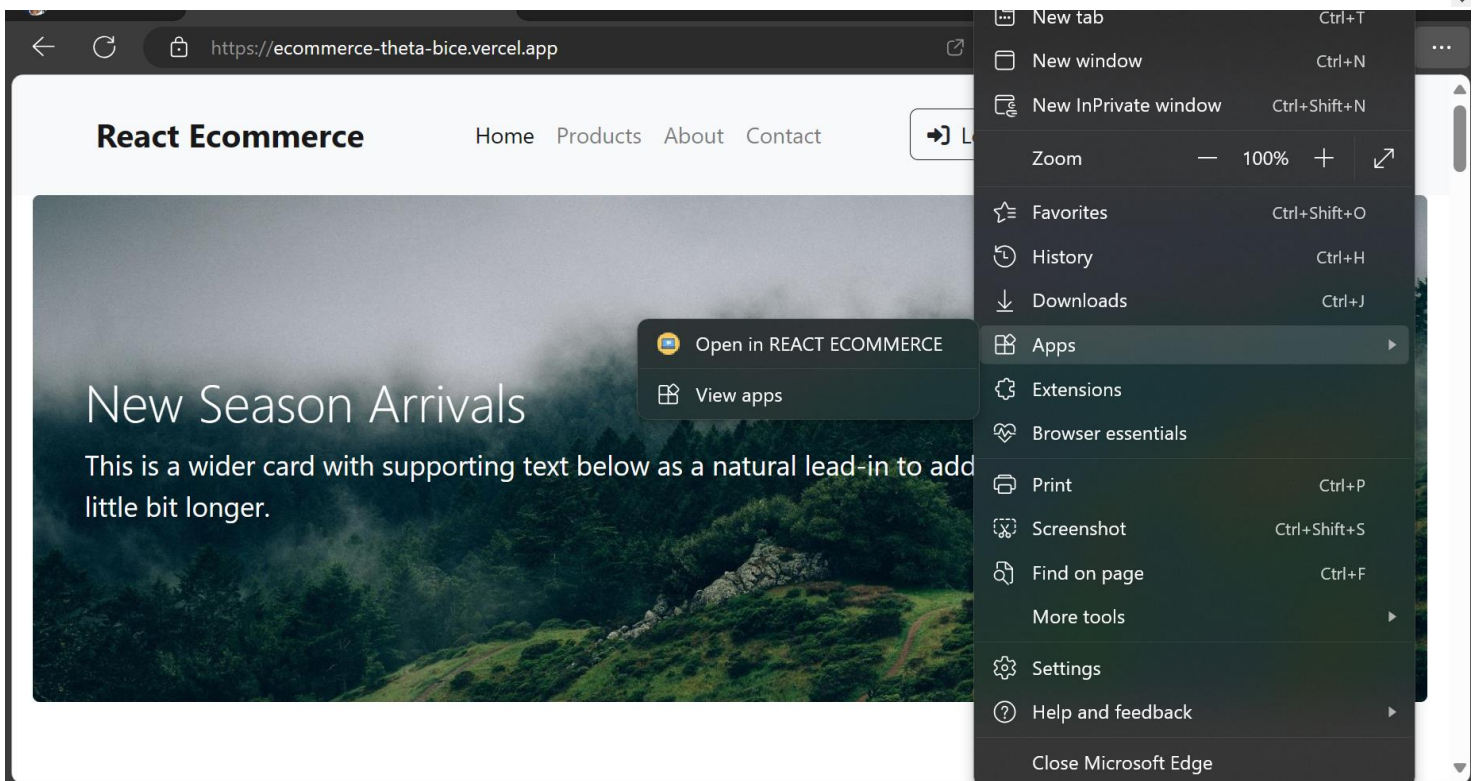 https://ecommerce-theta-bice.vercel.app
React Ecommerce
Home Products About Contact
New Season Arrivals
This is a wider card with supporting text below as a natural lead-in to add
little bit longer.
Open in REACT ECOMMERCE
View apps
New tab Ctrl+T
New window Ctrl+N
New InPrivate window Ctrl+Shift+N
Zoom — 100% +
Favorites Ctrl+Shift+O
History Ctrl+H
Downloads Ctrl+J
Apps
Extensions
Browser essentials
Print Ctrl+P
Screenshot Ctrl+Shift+S
Find on page Ctrl+F
More tools
Settings
Help and feedback
Close Microsoft Edge